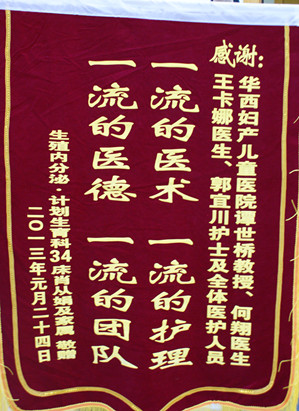 感谢:
华西妇产儿童医院谭世桥教授、何翔医生
王卡娜医生、郭宜川护士及全体医护人员
一流的医术 一流的护理
一流的医德 一流的团队
生殖内分泌·计划生育科34床肖从娟及家属 敬赠
二〇一三年元月二十四日